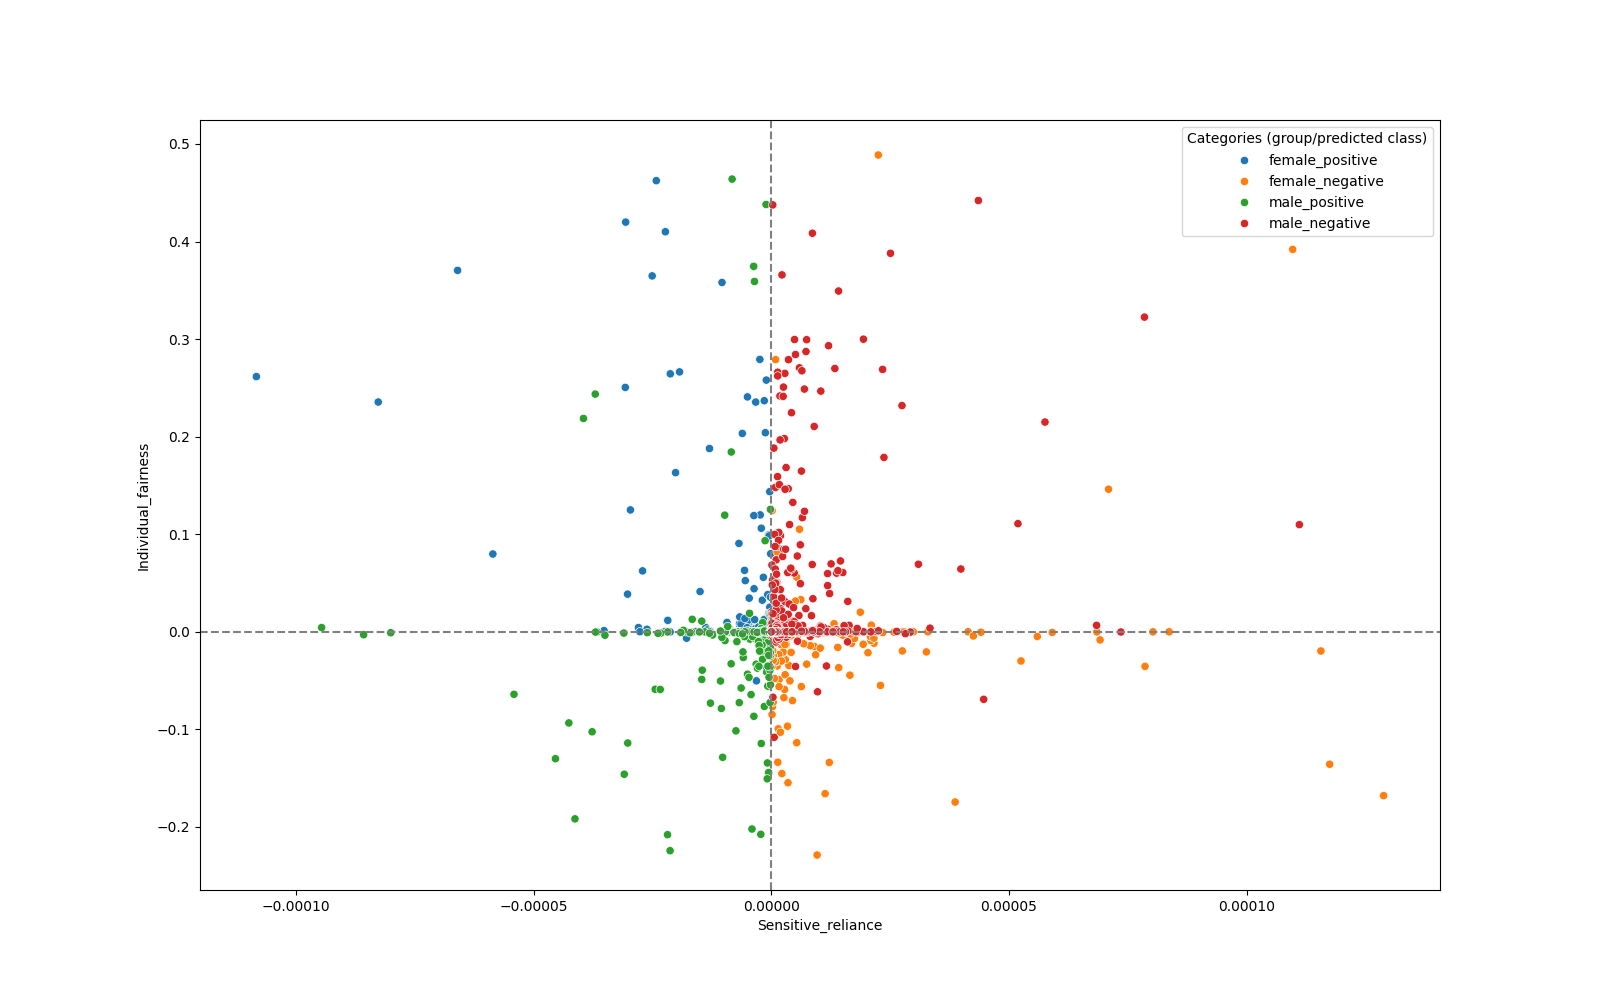 Categories (group/predicted class)
female_positive
female_negative
male_positive
male_negative
0.5
0.4
0.3
0.2
0.1
0.0
−0.1
−0.2
Individual_fairness
−0.00010
−0.00005
0.00000
0.00005
0.00010
Sensitive_reliance